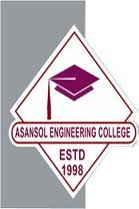 ASANSOL ENGINEERING COLLEGE
ESTD
1998